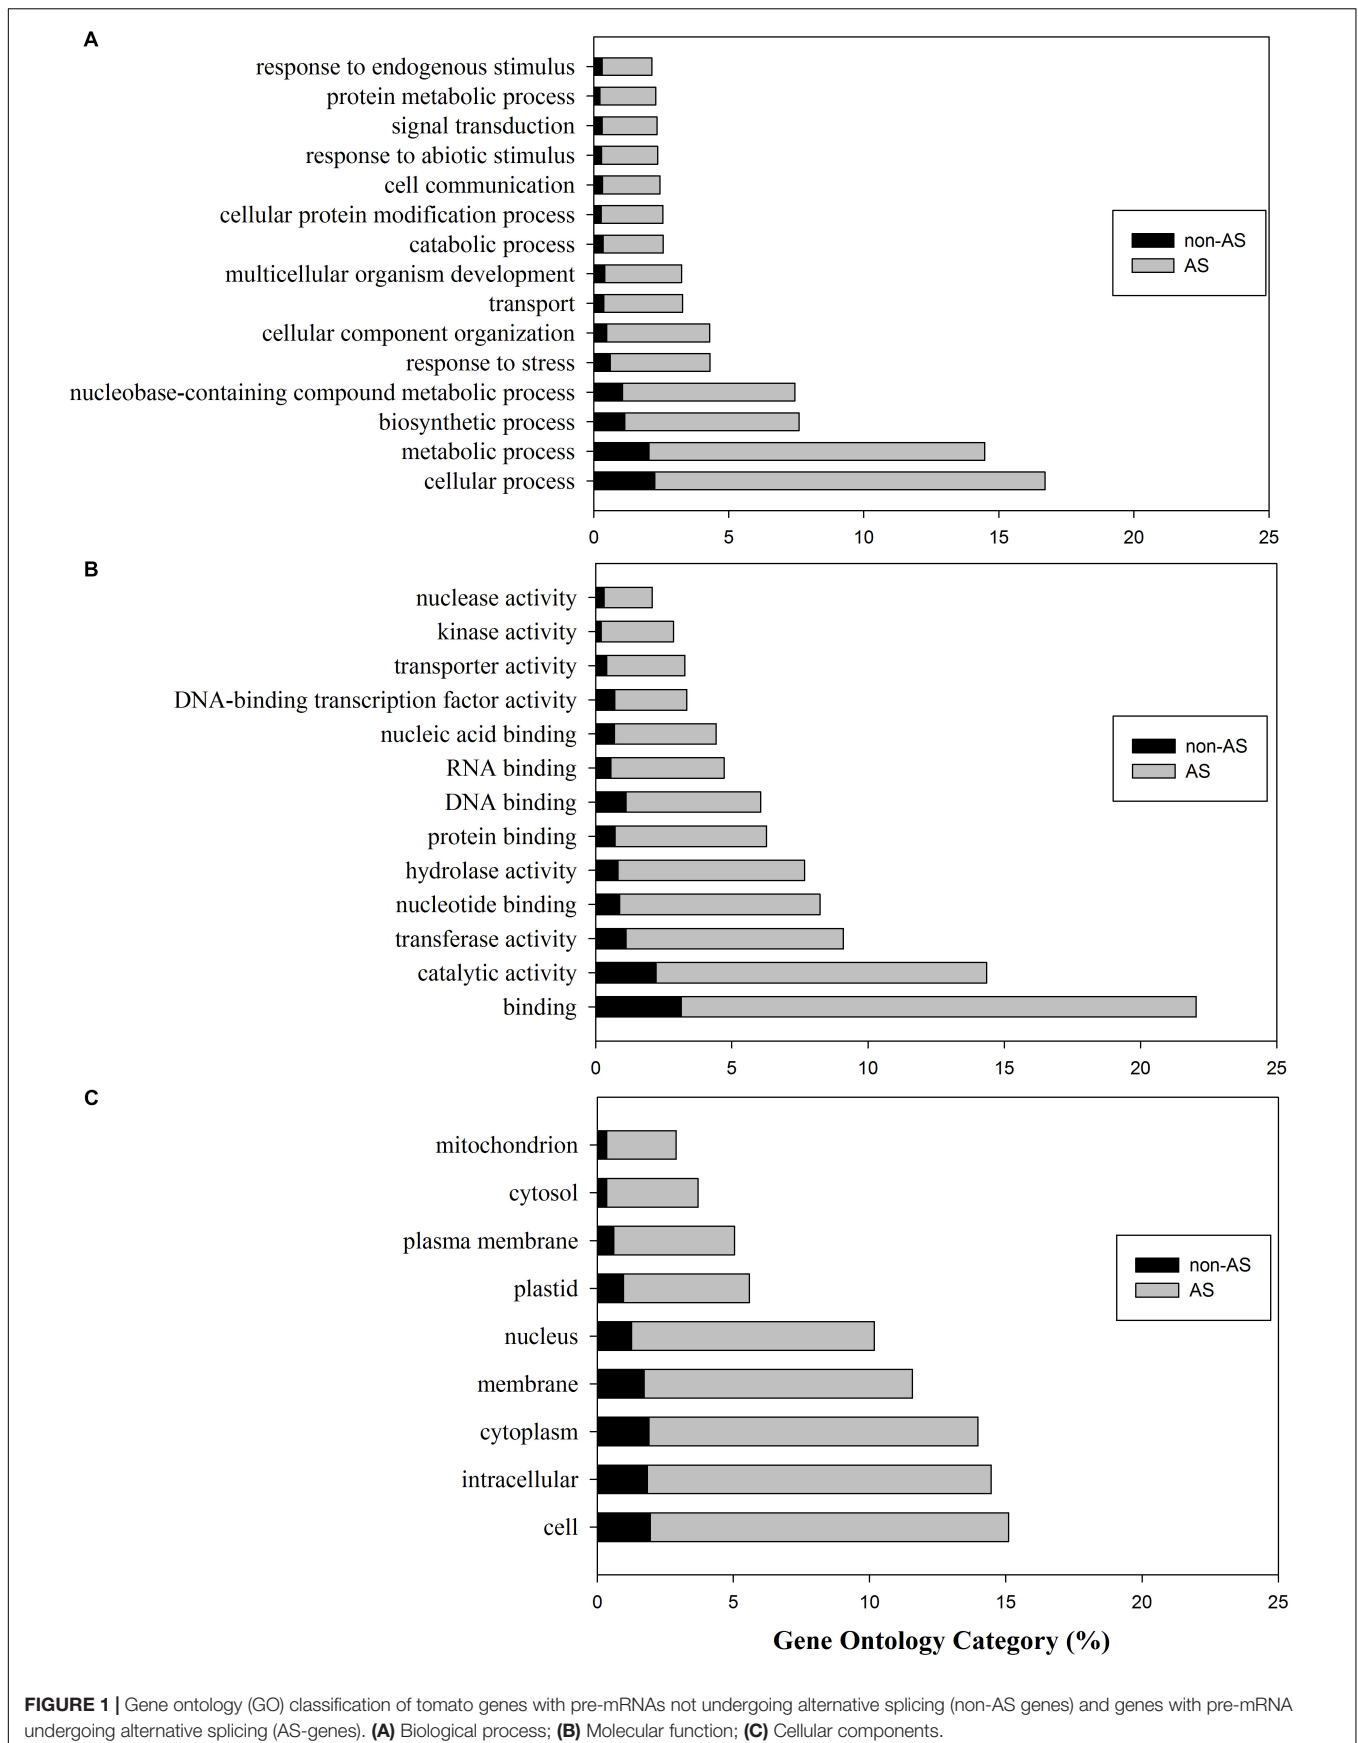 A
response to endogenous stimulus
protein metabolic process
signal transduction
response to abiotic stimulus
cell communication
cellular protein modification process
catabolic process
multicellular organism development
transport
cellular component organization
response to stress
nucleobase-containing compound metabolic process
biosynthetic process
metabolic process
cellular process
non-AS
AS
0 5 10 15 20 25
B
nuclease activity
kinase activity
transporter activity
DNA-binding transcription factor activity
nucleic acid binding
RNA binding
DNA binding
protein binding
hydrolase activity
nucleotide binding
transferase activity
catalytic activity
binding
non-AS
AS
0 5 10 15 20 25
C
mitochondrion
cytosol
plasma membrane
plastid
nucleus
membrane
cytoplasm
intracellular
cell
non-AS
AS
0 5 10 15 20 25
Gene Ontology Category (%)
FIGURE 1 | Gene ontology (GO) classification of tomato genes with pre-mRNAs not undergoing alternative splicing (non-AS genes) and genes with pre-mRNA
undergoing alternative splicing (AS-genes). (A) Biological process; (B) Molecular function; (C) Cellular components.